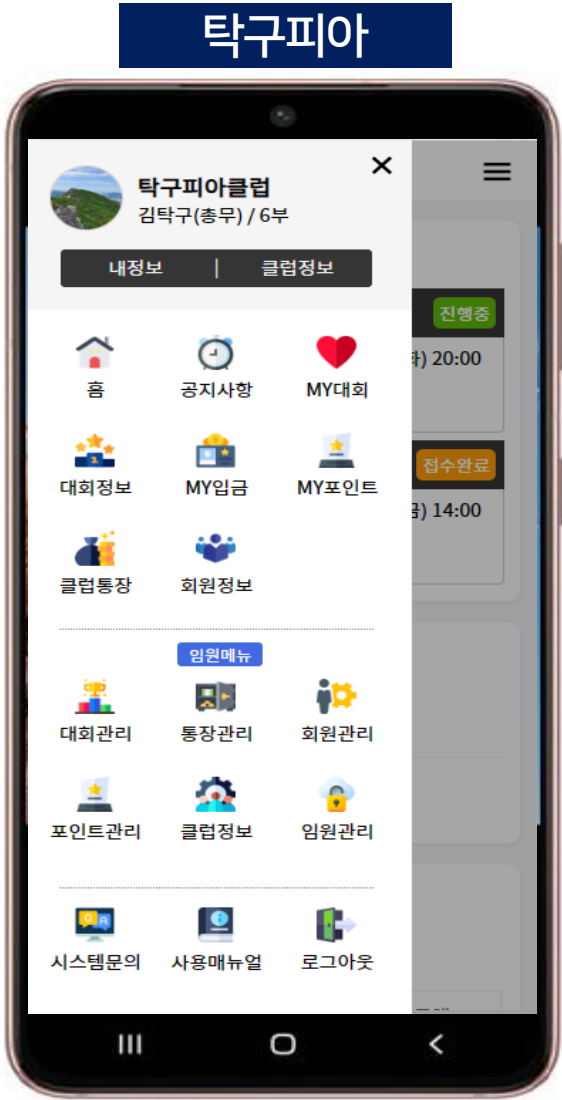 탁구피아
탁구피아클럽
김탁구(총무) / 6부
내정보 | 클럽정보
홈 공지사항 MY대회
대회정보 MY입금 MY포인트
클럽통장 회원정보
임원메뉴
대회관리 통장관리 회원관리
포인트관리 클럽정보 임원관리
시스템문의 사용매뉴얼 로그아웃
진행중
20:00
접수완료
14:00